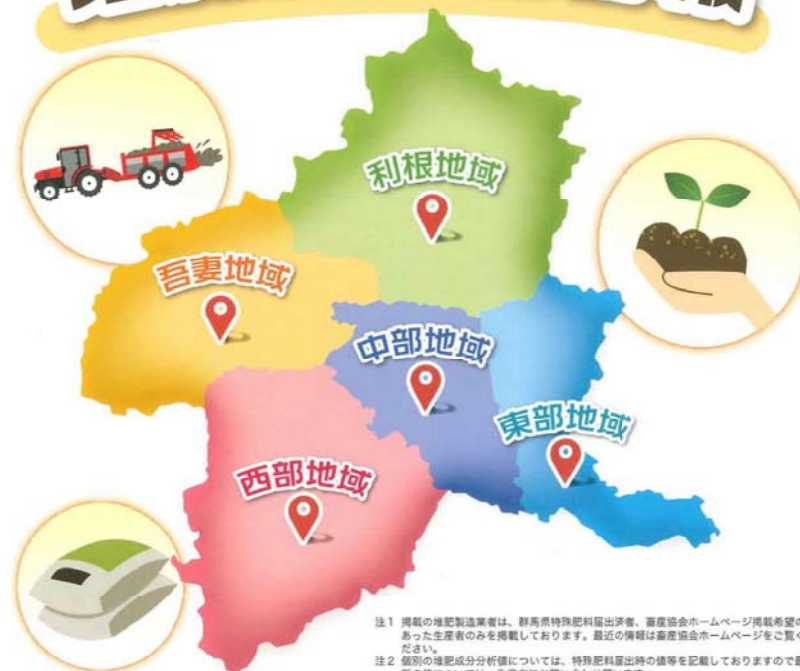 利根地域
吾妻地域
中部地域
東部地域
西部地域
注1 掲載の堆肥製造業者は、群馬県特殊肥料届出済者、畜産協会ホームページ掲載希望の
あった生産者のみを掲載しております。最近の情報は畜産協会ホームページをご覧く
ださい。
注2 個別の堆肥成分分析値については、特殊肥料届出時の値等を記載しておりますので